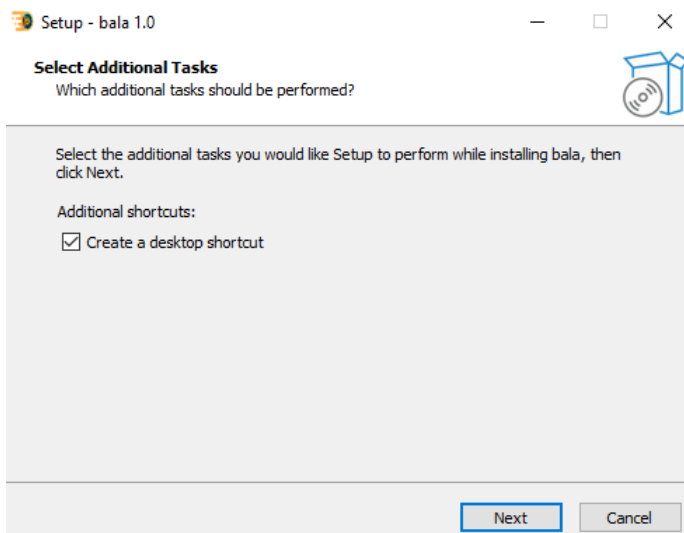 Setup - bala 1.0
Select Additional Tasks
Which additional tasks should be performed?
Select the additional tasks you would like Setup to perform while installing bala, then
click Next.
Additional shortcuts:
Create a desktop shortcut
Next
Cancel